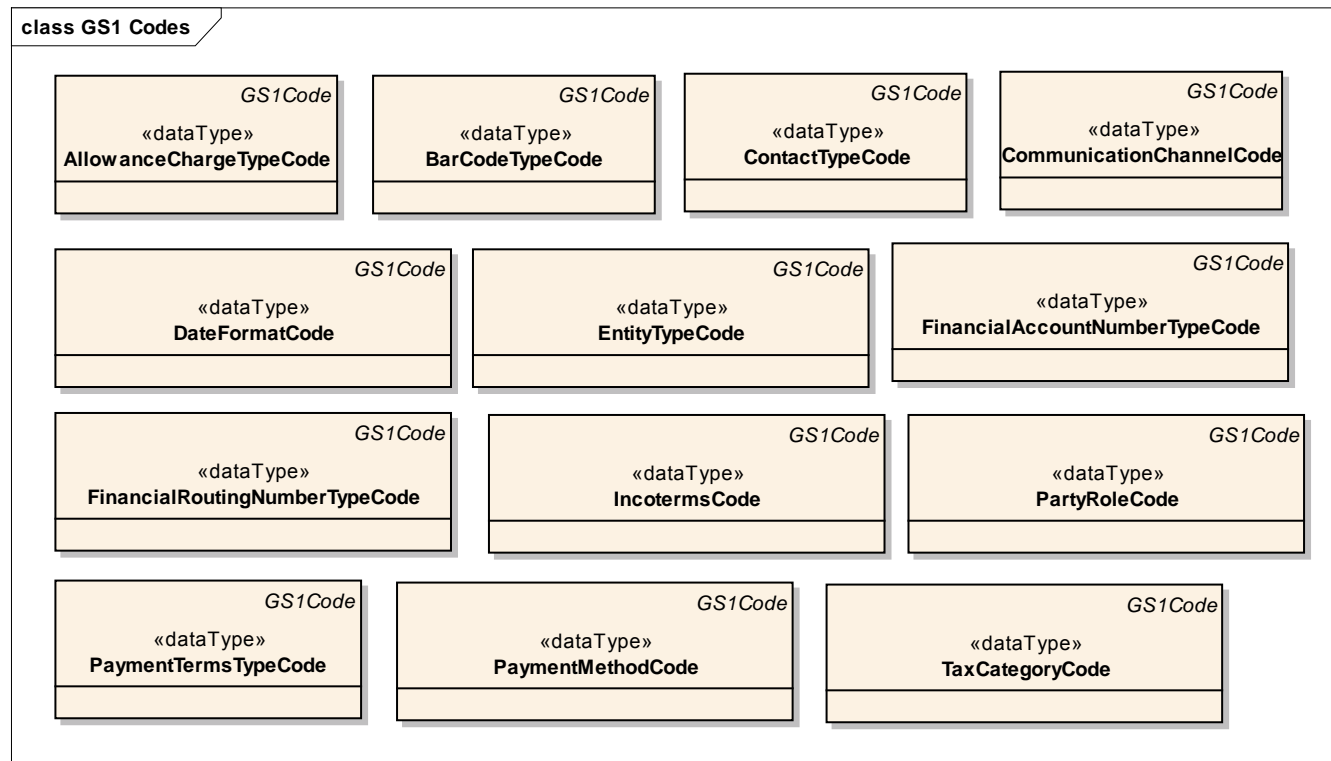 class GS1 Codes
GS1Code
«dataType»
AllowanceChargeTypeCode
GS1Code
«dataType»
BarCodeTypeCode
GS1Code
«dataType»
ContactTypeCode
GS1Code
«dataType»
CommunicationChannelCode
GS1Code
«dataType»
DateFormatCode
GS1Code
«dataType»
EntityTypeCode
GS1Code
«dataType»
FinancialAccountNumberTypeCode
GS1Code
«dataType»
FinancialRoutingNumberTypeCode
GS1Code
«dataType»
IncotermsCode
GS1Code
«dataType»
PartyRoleCode
GS1Code
«dataType»
PaymentTermsTypeCode
GS1Code
«dataType»
PaymentMethodCode
GS1Code
«dataType»
TaxCategoryCode